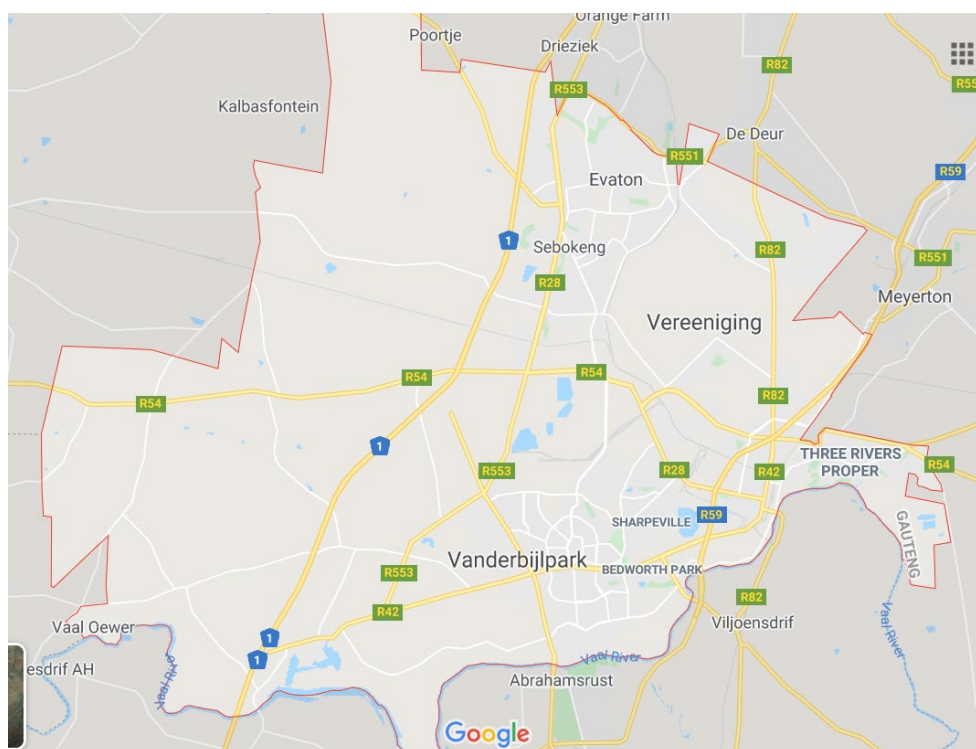 Orange Farm
Poortje
Drieziek
R82
R553
R55
Kalbasfontein
De Deur
R551
R59
Evaton
1
Sebokeng
R82
R551
R28
Meyerton
Vereeniging
R54
R54
R82
R54
1
THREE RIVERS
PROPER
R553
R28
R42
R54
SHARPEVILLE
R59
GAUTENG
Vanderbijlpark
BEDWORTH PARK
R553
R82
R42
Viljoensdrif
Vaal Oewer
1
Vaal River
Vaal River
1
esdrif AH
Vaal Rive
Abrahamsrust
Google